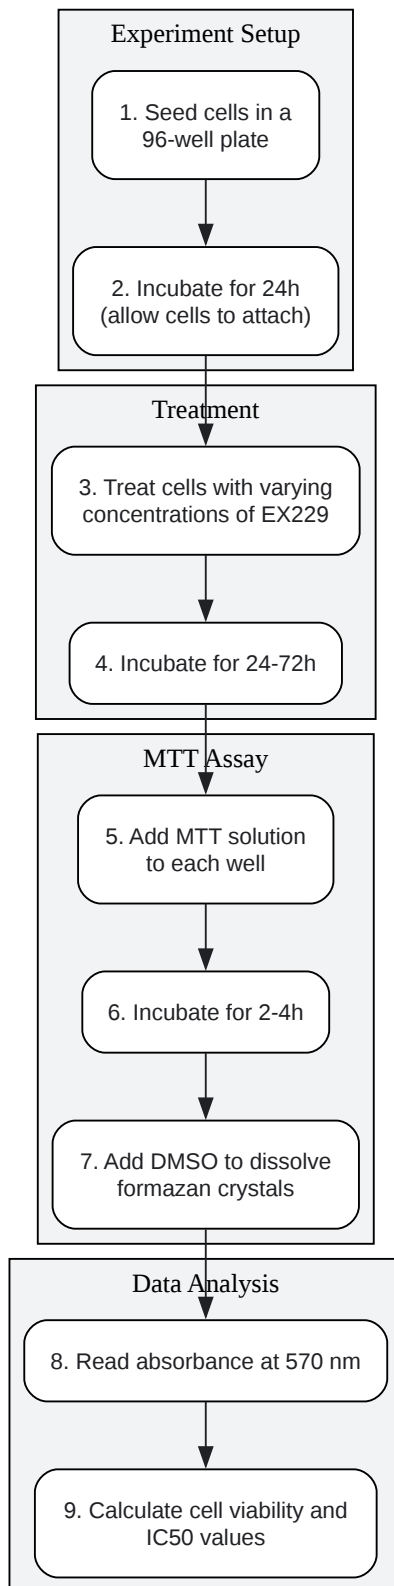 Experiment Setup
1. Seed cells in a
96-well plate
2. Incubate for 24h
(allow cells to attach)
Treatment
3. Treat cells with varying
concentrations of EX229
4. Incubate for 24-72h
MTT Assay
5. Add MTT solution
to each well
6. Incubate for 2-4h
7. Add DMSO to dissolve
formazan crystals
Data Analysis
8. Read absorbance at 570 nm
9. Calculate cell viability and
IC50 values